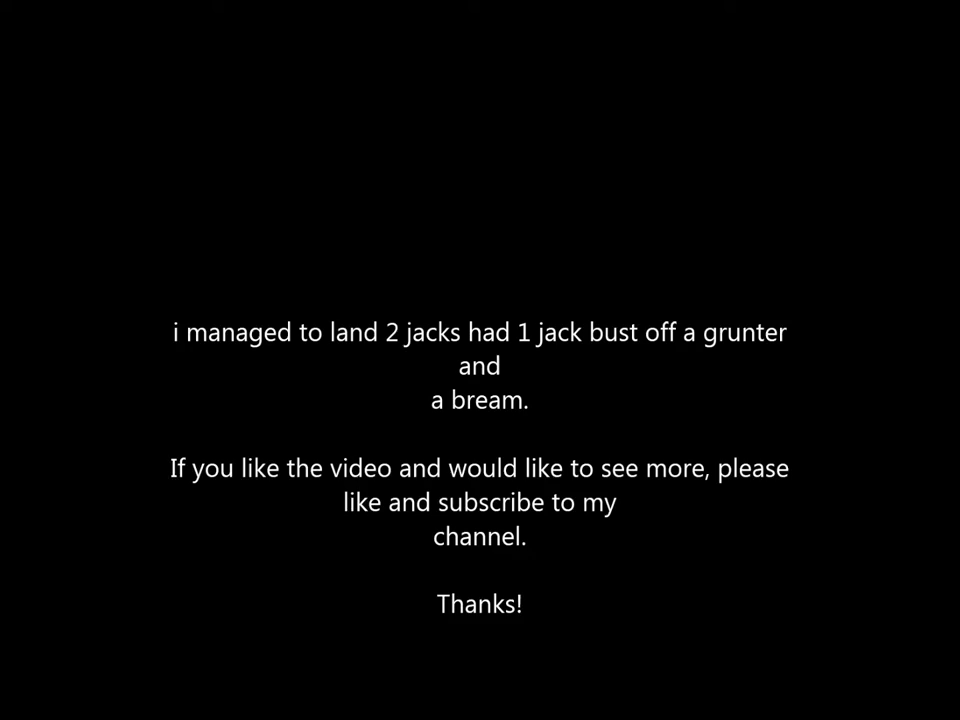 i managed to land 2 jacks had 1 jack bust off a grunter
and
a bream.
If you like the video and would like to see more, please
like and subscribe to my
channel.
Thanks!